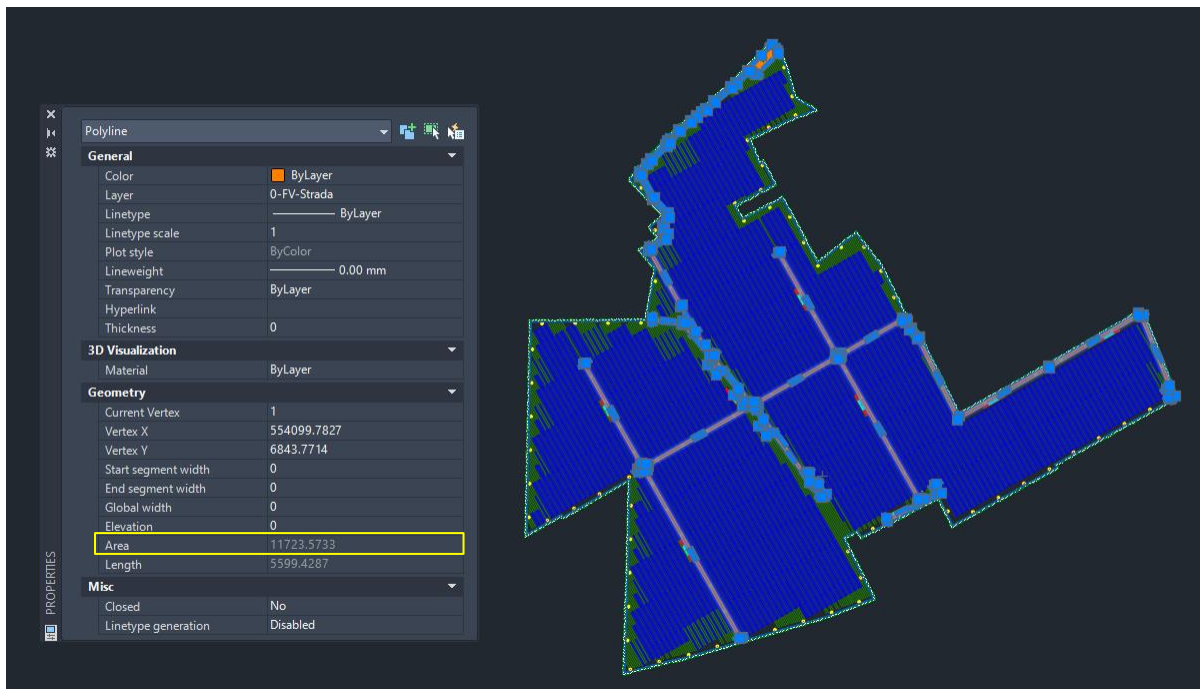 Polyline
General
Color ByLayer
Layer 0-FV-Strada
Linetype ByLayer
Linetype scale 1
Plot style ByColor
Lineweight 0.00 mm
Transparency ByLayer
Hyperlink
Thickness 0
3D Visualization
Material ByLayer
Geometry
Current Vertex 1
Vertex X 554099.7827
Vertex Y 6843.7714
Start segment width 0
End segment width 0
Global width 0
Elevation 0
Area 11723.5733
Length 5599.4287
Misc
Closed No
Linetype generation Disabled
PROPERTIES